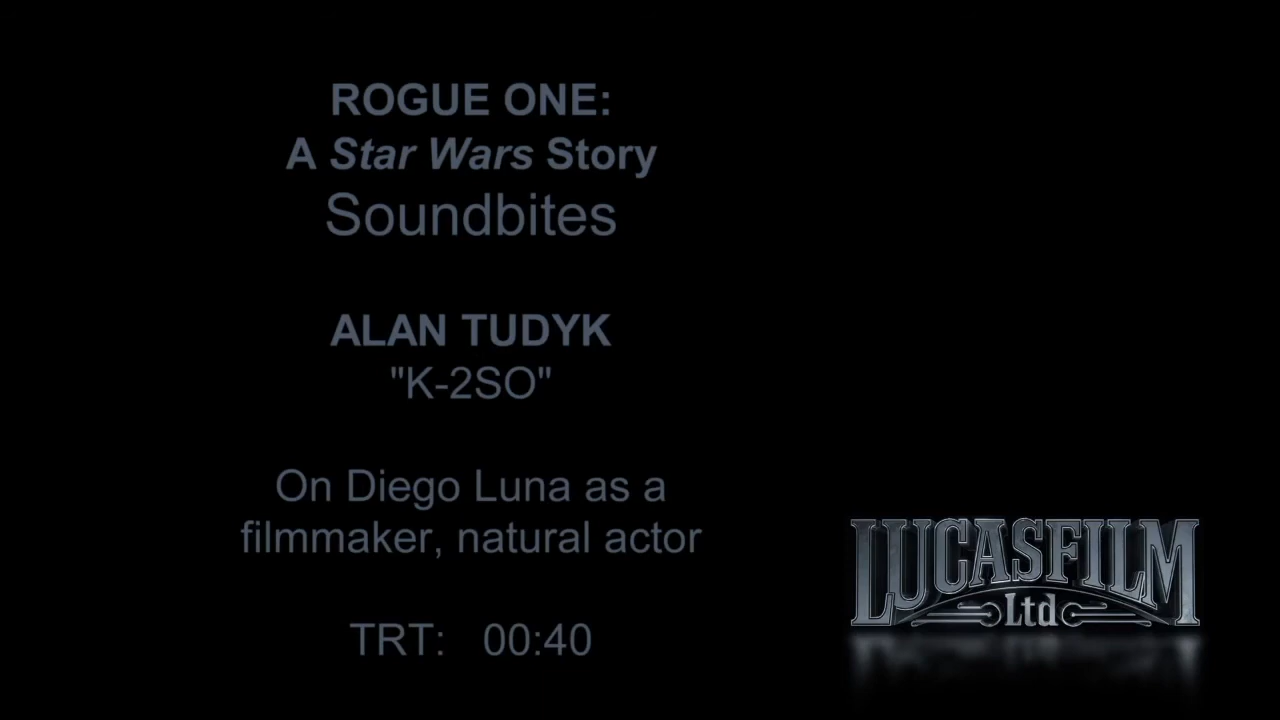 ROGUE ONE:
A Star Wars Story
Soundbites
ALAN TUDYK
"K-2SO"
On Diego Luna as a
filmmaker, natural actor
TRT: 00:40
LUCASFILM
Ltd